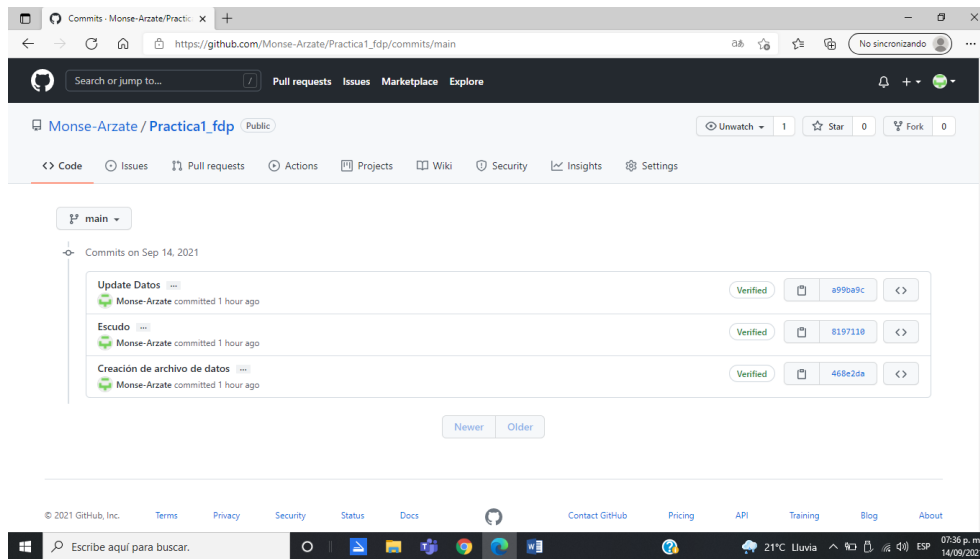 Commits · Monse-Arzate/Practic
https://github.com/Monse-Arzate/Practica1_fdp/commits/main
No sincronizando
Search or jump to...
/
Pull requests Issues Marketplace Explore
Monse-Arzate / Practica1_fdp Public
Unwatch 1 Star 0 Fork 0
Code Issues Pull requests Actions Projects Wiki Security Insights Settings
main
Commits on Sep 14, 2021
Update Datos ...
Verified a99ba9c
Monse-Arzate committed 1 hour ago
Escudo ...
Verified 8197110
Monse-Arzate committed 1 hour ago
Creación de archivo de datos ...
Verified 468e2da
Monse-Arzate committed 1 hour ago
Newer Older
© 2021 GitHub, Inc. Terms Privacy Security Status Docs Contact GitHub Pricing API Training Blog About
Escribe aquí para buscar.
21°C Lluvia ESP
07:36 p. m
14/09/202